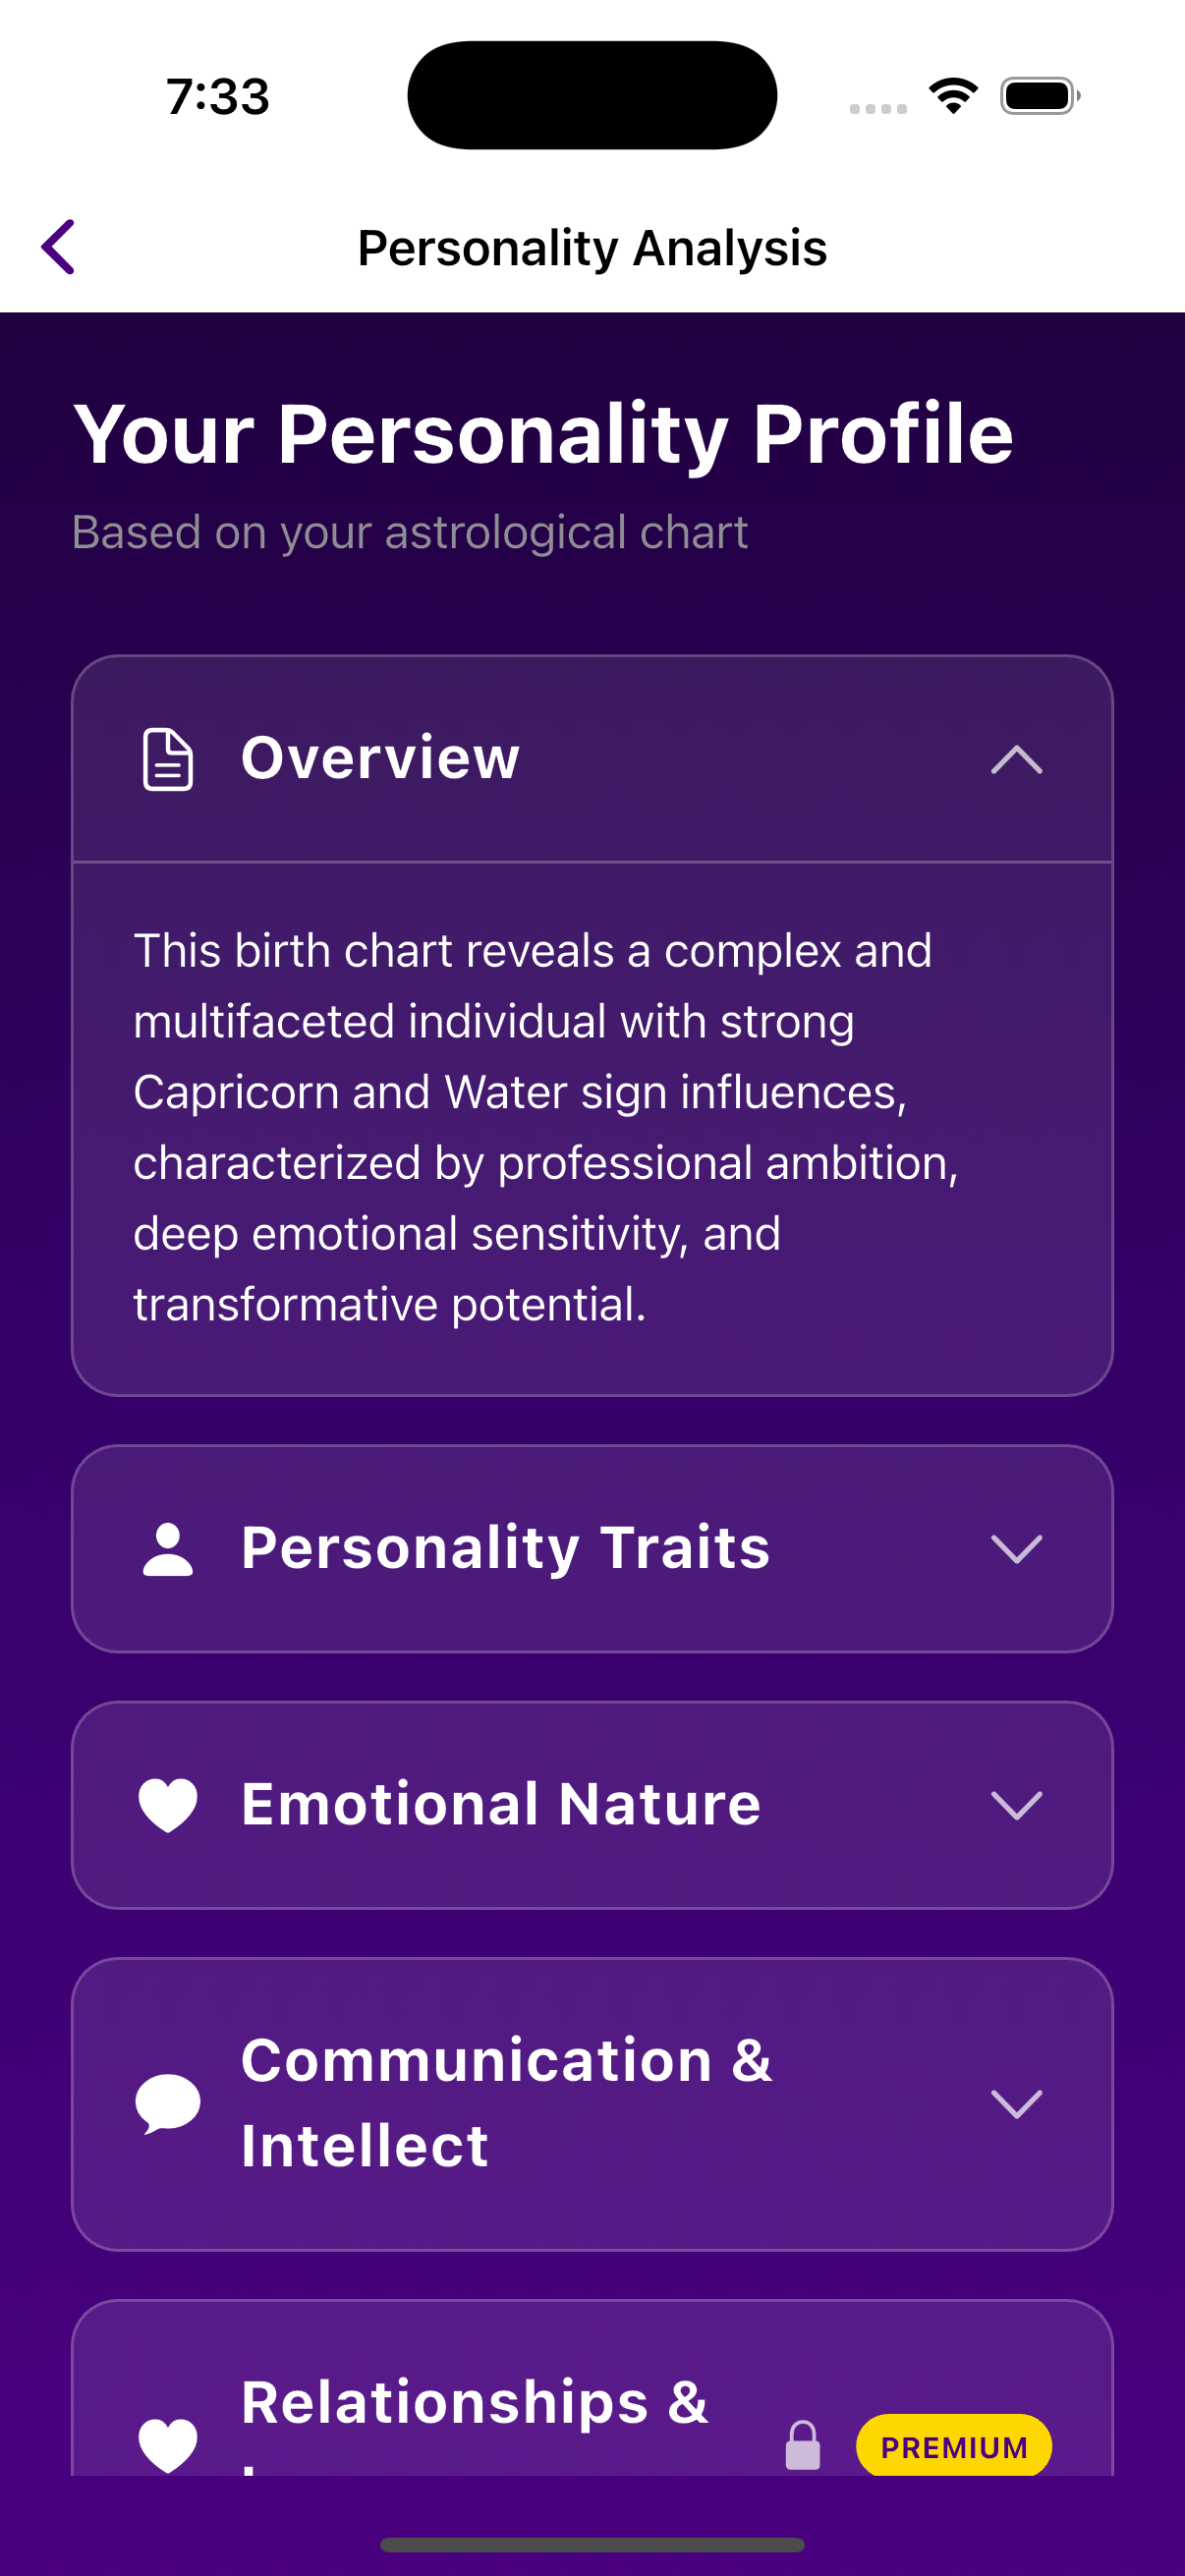 7:33
Personality Analysis
Your Personality Profile
Based on your astrological chart
Overview
This birth chart reveals a complex and
multifaceted individual with strong
Capricorn and Water sign influences,
characterized by professional ambition,
deep emotional sensitivity, and
transformative potential.
Personality Traits
Emotional Nature
Communication &
Intellect
Relationships &
PREMIUM